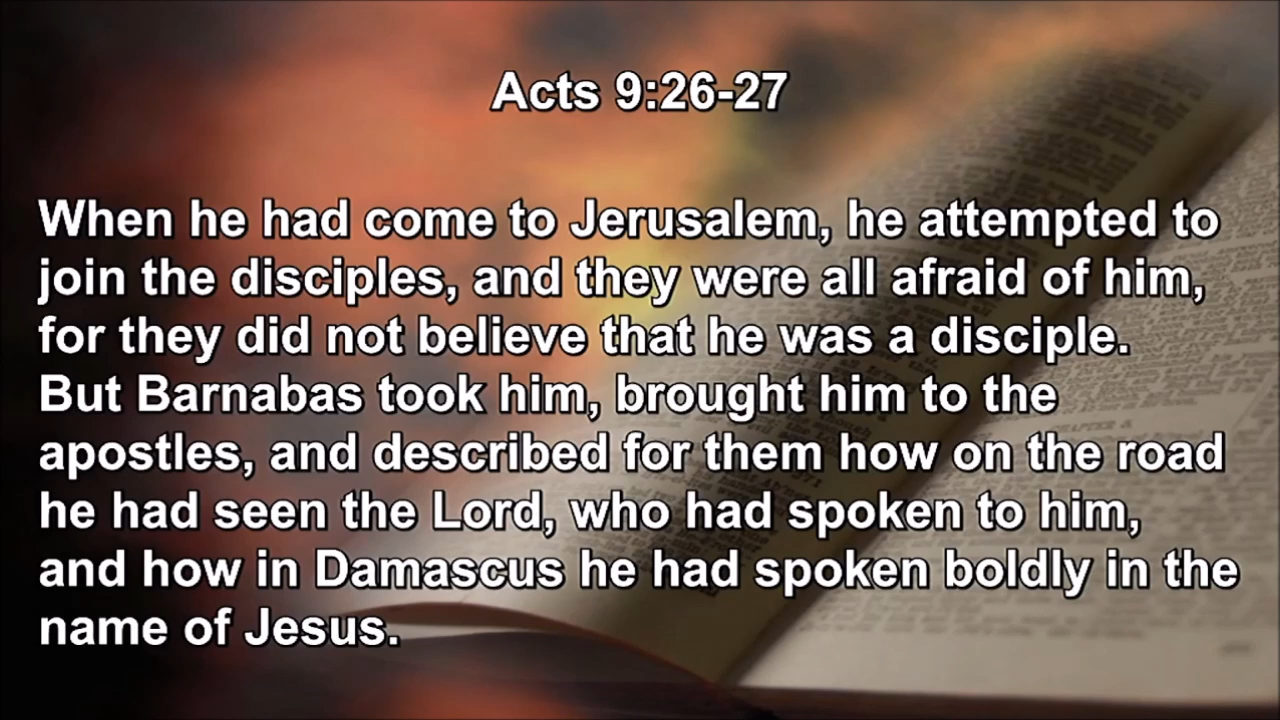 Acts 9:26-27
When he had come to Jerusalem, he attempted to
join the disciples, and they were all afraid of him,
for they did not believe that he was a disciple.
But Barnabas took him, brought him to the
apostles, and described for them how on the road
he had seen the Lord, who had spoken to him,
and how in Damascus he had spoken boldly in the
name of Jesus.